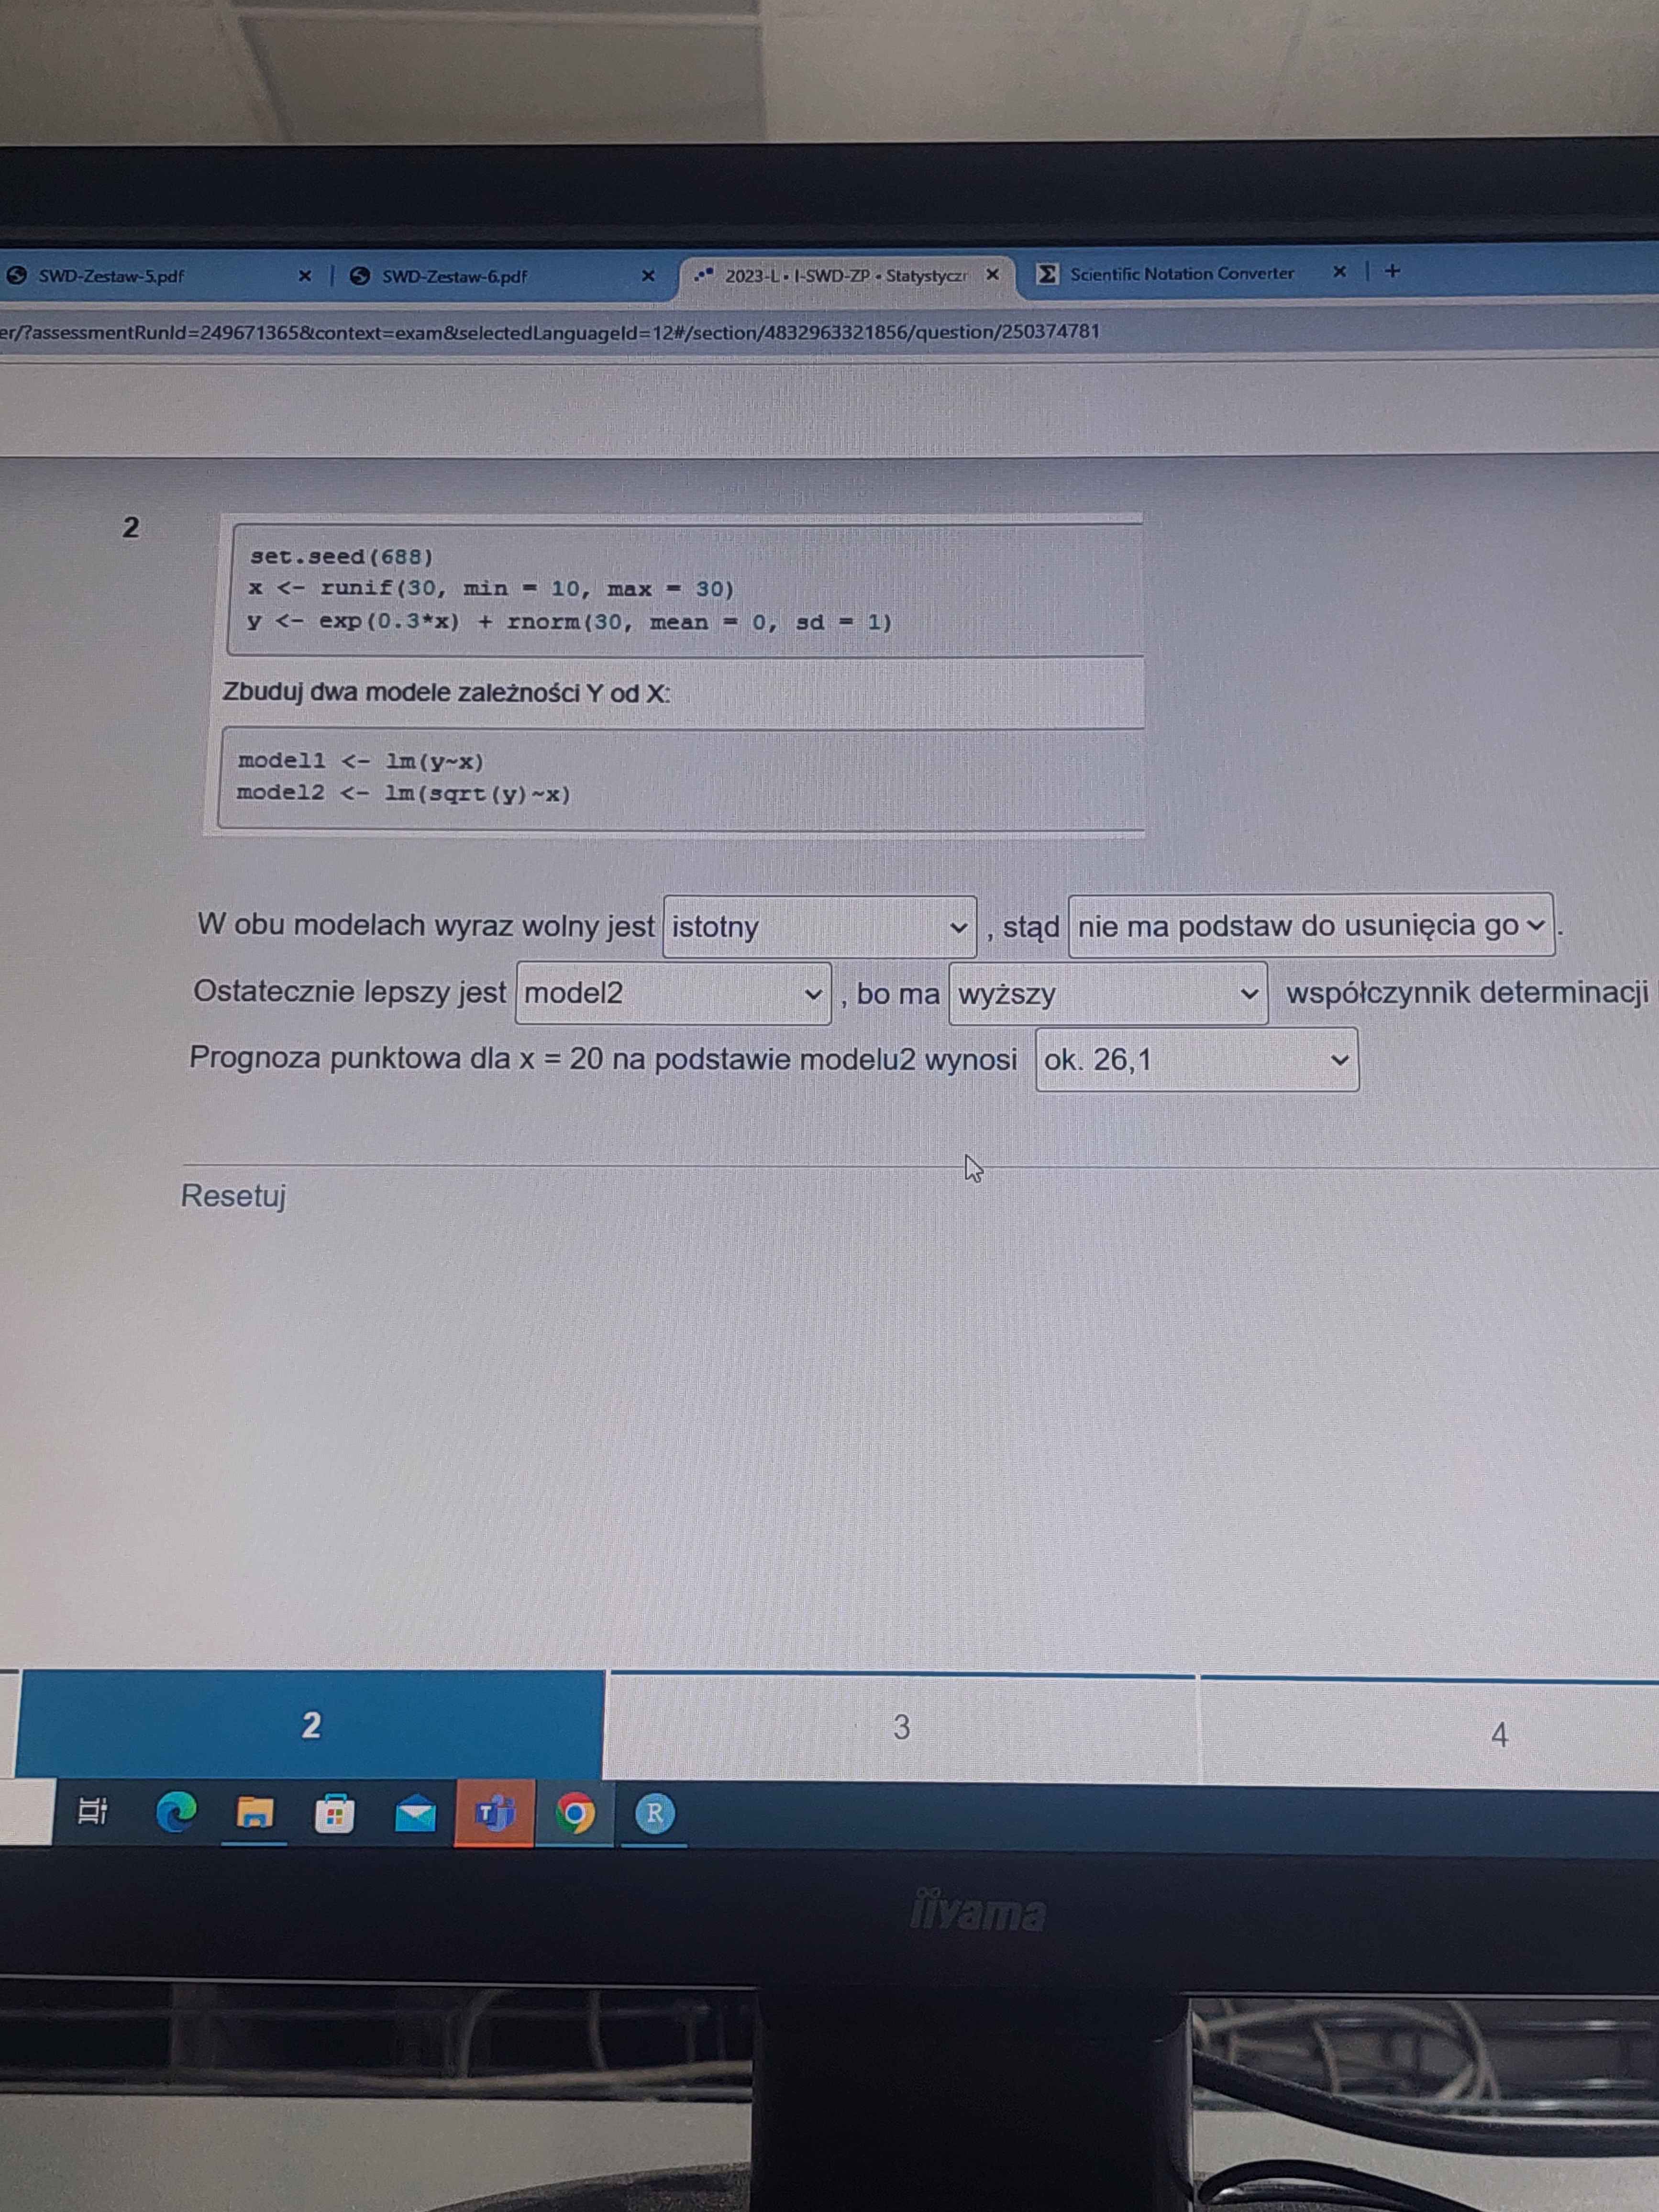 SWD-Zestaw-5.pdf × | SWD-Zestaw-6.pdf × 2023-L • I-SWD-ZP • Statystyczr × Σ Scientific Notation Converter × | +
er/?assessmentRunId=249671365&context=exam&selectedLanguageId=12#/section/4832963321856/question/250374781
2
set.seed(688)
x <- runif(30, min = 10, max = 30)
y <- exp(0.3*x) + rnorm(30, mean = 0, sd = 1)
Zbuduj dwa modele zależności Y od X:
model1 <- lm(y~x)
model2 <- lm(sqrt(y)~x)
W obu modelach wyraz wolny jest istotny , stąd nie ma podstaw do usunięcia go .
Ostatecznie lepszy jest model2 , bo ma wyższy współczynnik determinacji
Prognoza punktowa dla x = 20 na podstawie modelu2 wynosi ok. 26,1
Resetuj
2 3 4
T R
iiyama